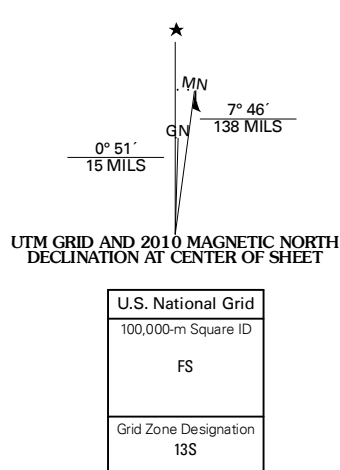 ★
MN
7° 46´
138 MILS
GN
0° 51´
15 MILS
UTM GRID AND 2010 MAGNETIC NORTH
DECLINATION AT CENTER OF SHEET
U.S. National Grid
100,000-m Square ID
FS
Grid Zone Designation
13S